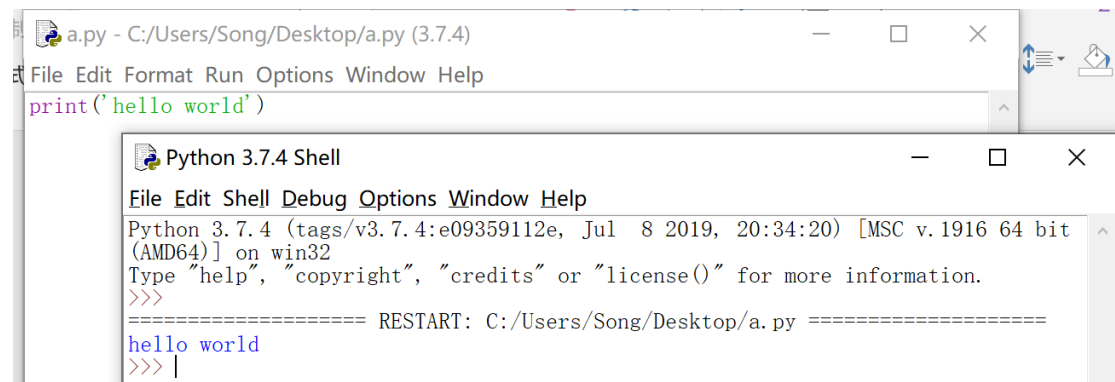 a.py - C:/Users/Song/Desktop/a.py (3.7.4)
File Edit Format Run Options Window Help
print('hello world')
Python 3.7.4 Shell
File Edit Shell Debug Options Window Help
Python 3.7.4 (tags/v3.7.4:e09359112e, Jul  8 2019, 20:34:20) [MSC v.1916 64 bit
(AMD64)] on win32
Type "help", "copyright", "credits" or "license()" for more information.
>>>
==================== RESTART: C:/Users/Song/Desktop/a.py ====================
hello world
>>>